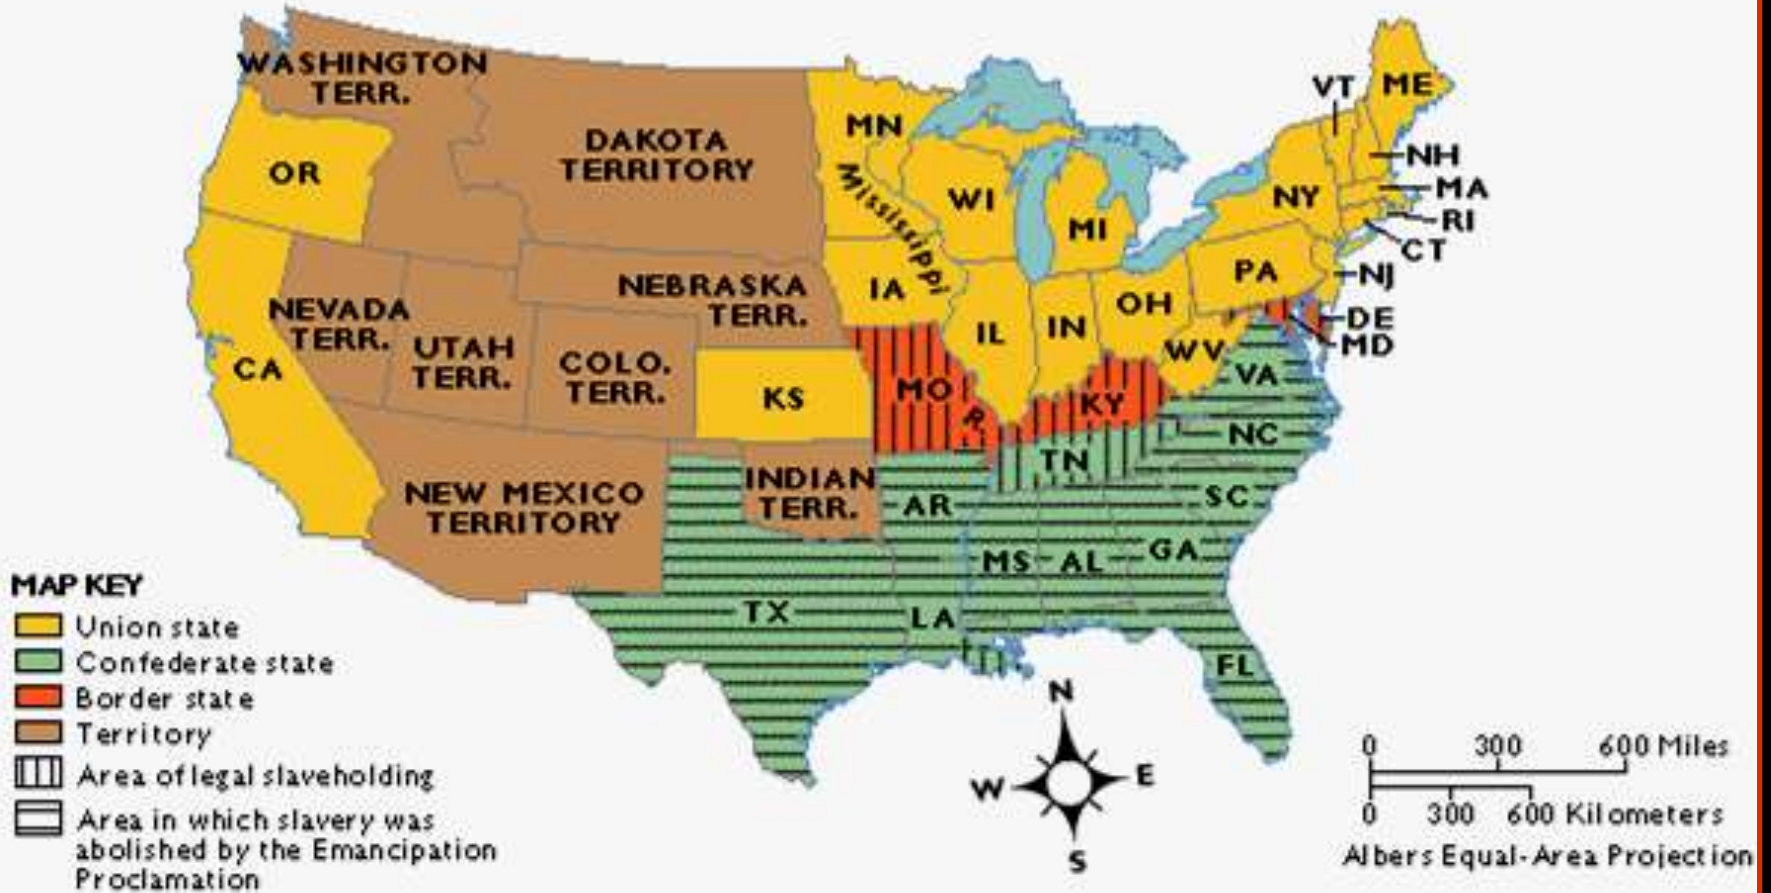 WASHINGTON
TERR.
OR
DAKOTA
TERRITORY
MN
Mississippi
R.
WI
MI
VT
ME
NH
MA
RI
CT
NY
NJ
PA
DE
MD
NEVADA
TERR.
UTAH
TERR.
NEBRASKA
TERR.
COLO.
TERR.
CA
KS
IA
IL
IN
OH
WV
VA
MO
KY
NC
TN
SC
NEW MEXICO
TERRITORY
INDIAN
TERR.
AR
MS
AL
GA
TX
LA
FL
MAP KEY
Union state
Confederate state
Border state
Territory
Area of legal slaveholding
Area in which slavery was
abolished by the Emancipation
Proclamation
N
W
E
S
0 300 600 Miles
0 300 600 Kilometers
Albers Equal-Area Projection